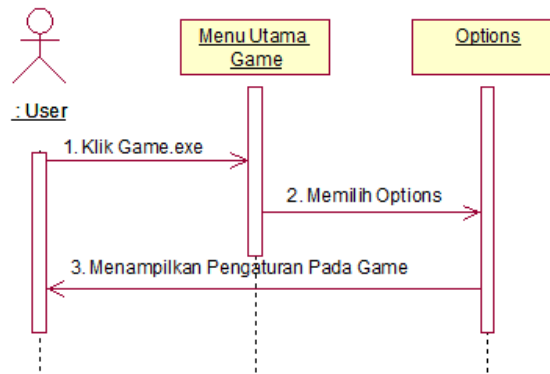 Menu Utama
Game
Options
: User
1. Klik Game.exe
2. Memilih Options
3. Menampilkan Pengaturan Pada Game